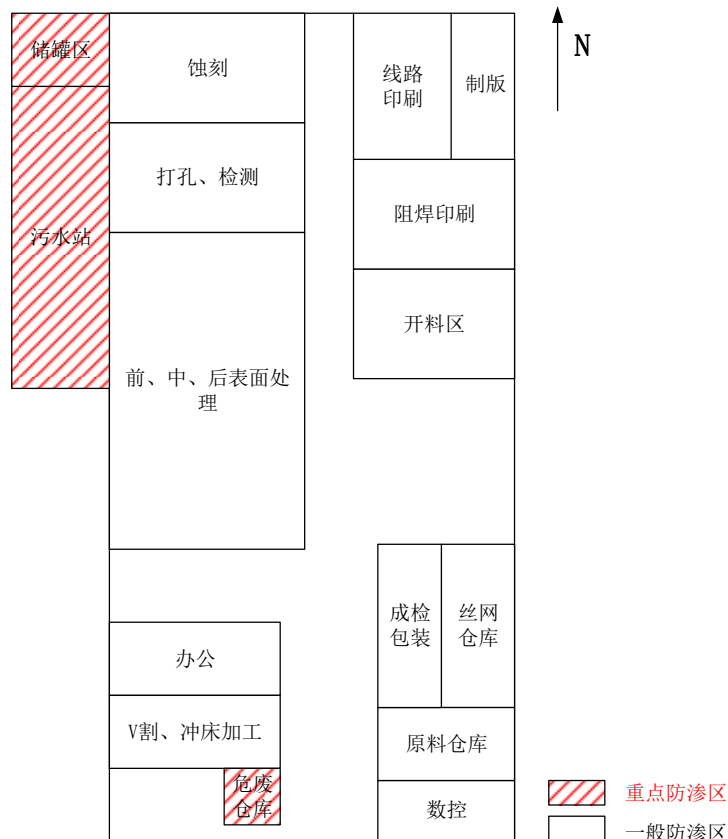 储罐区
蚀刻
线路
印刷
制版
N
打孔、检测
污水站
阻焊印刷
开料区
前、中、后表面处
理
成检
包装
丝网
仓库
办公
V割、冲床加工
原料仓库
危废
仓库
数控
重点防渗区
一般防渗区